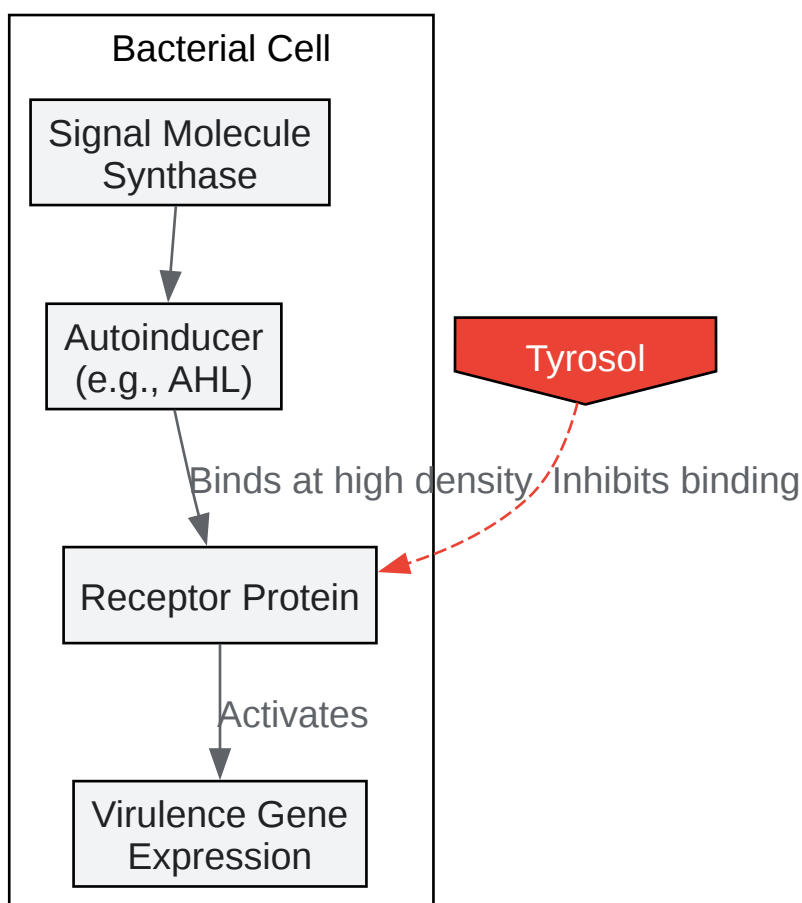 Bacterial Cell
Signal Molecule
Synthase
Autoinducer
(e.g., AHL)
Tyrosol
Binds at high density
Inhibits binding
Receptor Protein
Activates
Virulence Gene
Expression